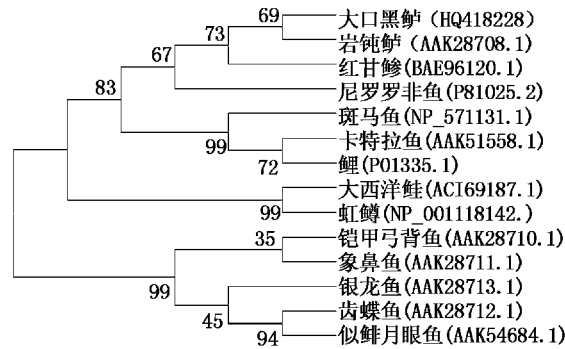 69
大口黑鲈(HQ418228)
73
岩钝鲈(AAK28708.1)
67
红甘鲹(BAE96120.1)
83
尼罗罗非鱼(P81025.2)
斑马鱼(NP_571131.1)
99
卡特拉鱼(AAK51558.1)
72
鲤(P01335.1)
大西洋鲑(ACI69187.1)
99
虹鳟(NP_001118142.)
35
铠甲弓背鱼(AAK28710.1)
象鼻鱼(AAK28711.1)
99
银龙鱼(AAK28713.1)
45
齿蝶鱼(AAK28712.1)
94
似鲱月眼鱼(AAK54684.1)